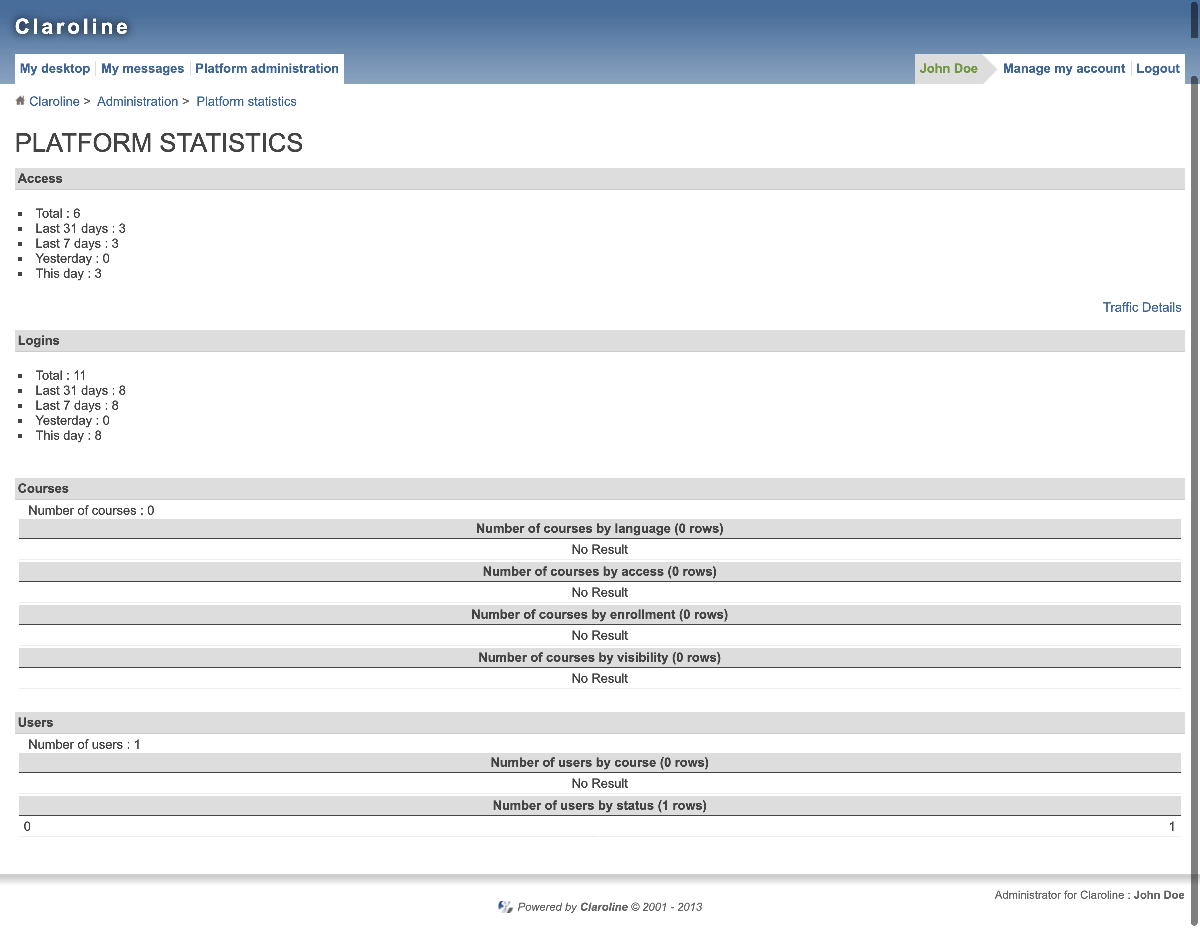 Claroline
My desktop My messages Platform administration John Doe Manage my account Logout
Claroline > Administration > Platform statistics
PLATFORM STATISTICS
Access
Total : 6
Last 31 days : 3
Last 7 days : 3
Yesterday : 0
This day : 3
Traffic Details
Logins
Total : 11
Last 31 days : 8
Last 7 days : 8
Yesterday : 0
This day : 8
Courses
Number of courses : 0
Number of courses by language (0 rows)
No Result
Number of courses by access (0 rows)
No Result
Number of courses by enrollment (0 rows)
No Result
Number of courses by visibility (0 rows)
No Result
Users
Number of users : 1
Number of users by course (0 rows)
No Result
Number of users by status (1 rows)
0 1
Administrator for Claroline : John Doe
Powered by Claroline © 2001 - 2013